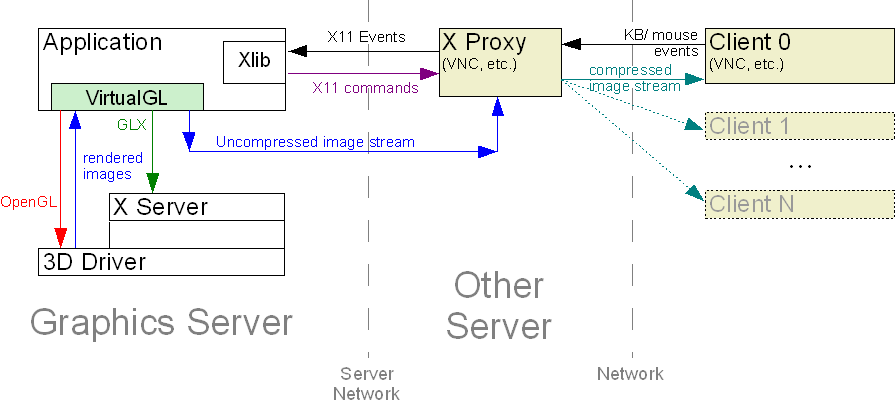 Application
Xlib
VirtualGL
X11 Events
X11 commands
X Proxy
(VNC, etc.)
KB/ mouse
events
Client 0
(VNC, etc.)
compressed
image stream
Client 1
...
Client N
GLX
Uncompressed image stream
rendered
images
OpenGL
X Server
3D Driver
Graphics Server
Other
Server
Server
Network
Network